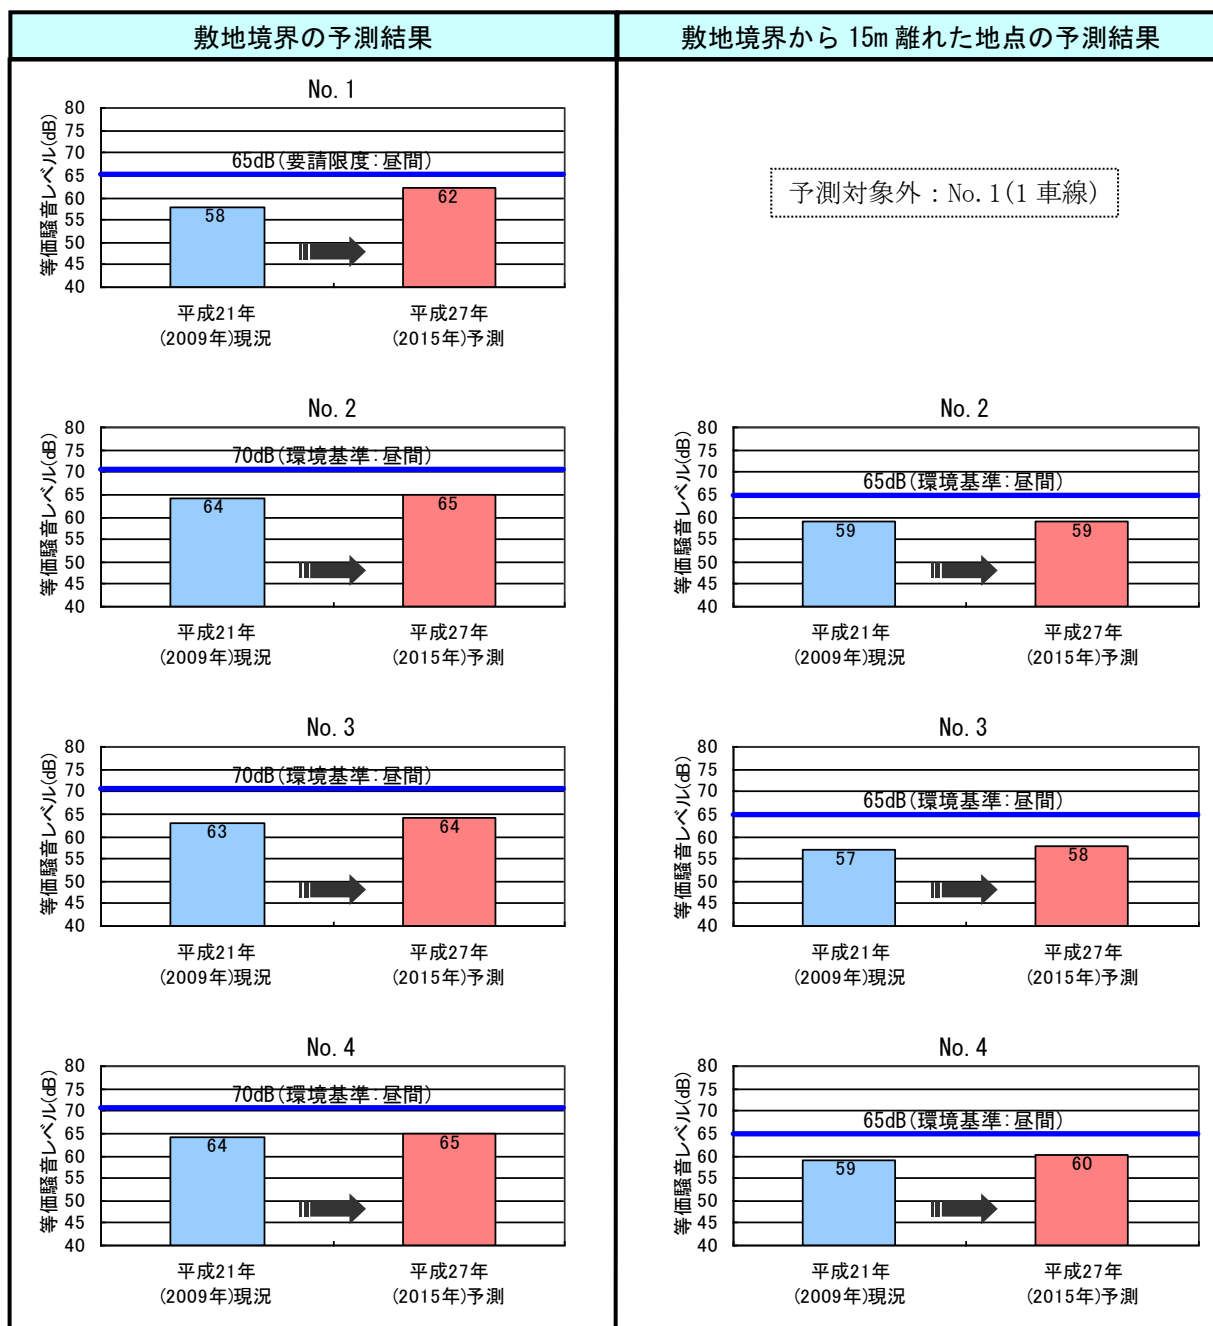 敷地境界の予測結果
敷地境界から 15m 離れた地点の予測結果
No. 1
等価騒音レベル(dB)
80
75
70
65
60
55
50
45
40
65dB(要請限度:昼間)
58
62
平成21年
(2009年)現況
平成27年
(2015年)予測
予測対象外：No. 1(1 車線)
No. 2
等価騒音レベル(dB)
80
75
70
65
60
55
50
45
40
70dB(環境基準:昼間)
64
65
平成21年
(2009年)現況
平成27年
(2015年)予測
No. 2
等価騒音レベル(dB)
80
75
70
65
60
55
50
45
40
65dB(環境基準:昼間)
59
59
平成21年
(2009年)現況
平成27年
(2015年)予測
No. 3
等価騒音レベル(dB)
80
75
70
65
60
55
50
45
40
70dB(環境基準:昼間)
63
64
平成21年
(2009年)現況
平成27年
(2015年)予測
No. 3
等価騒音レベル(dB)
80
75
70
65
60
55
50
45
40
65dB(環境基準:昼間)
57
58
平成21年
(2009年)現況
平成27年
(2015年)予測
No. 4
等価騒音レベル(dB)
80
75
70
65
60
55
50
45
40
70dB(環境基準:昼間)
64
65
平成21年
(2009年)現況
平成27年
(2015年)予測
No. 4
等価騒音レベル(dB)
80
75
70
65
60
55
50
45
40
65dB(環境基準:昼間)
59
60
平成21年
(2009年)現況
平成27年
(2015年)予測